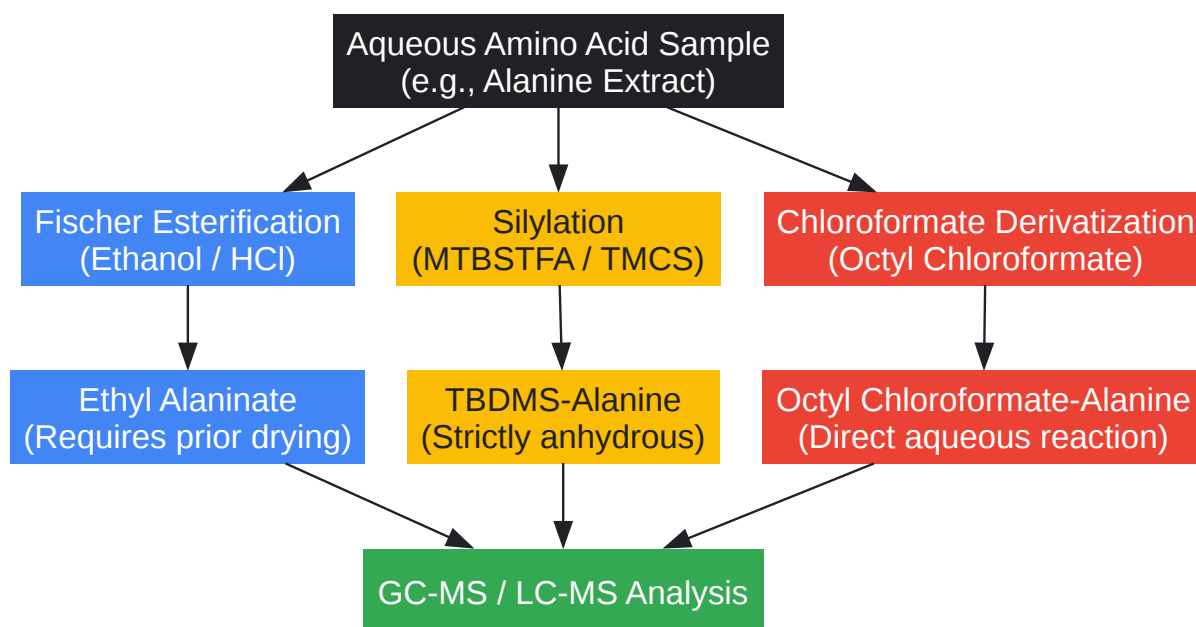 Aqueous Amino Acid Sample
(e.g., Alanine Extract)
Fischer Esterification
(Ethanol / HCl)
Silylation
(MTBSTFA / TMCS)
Chloroformate Derivatization
(Octyl Chloroformate)
Ethyl Alaninate
(Requires prior drying)
TBDMS-Alanine
(Strictly anhydrous)
Octyl Chloroformate-Alanine
(Direct aqueous reaction)
GC-MS / LC-MS Analysis